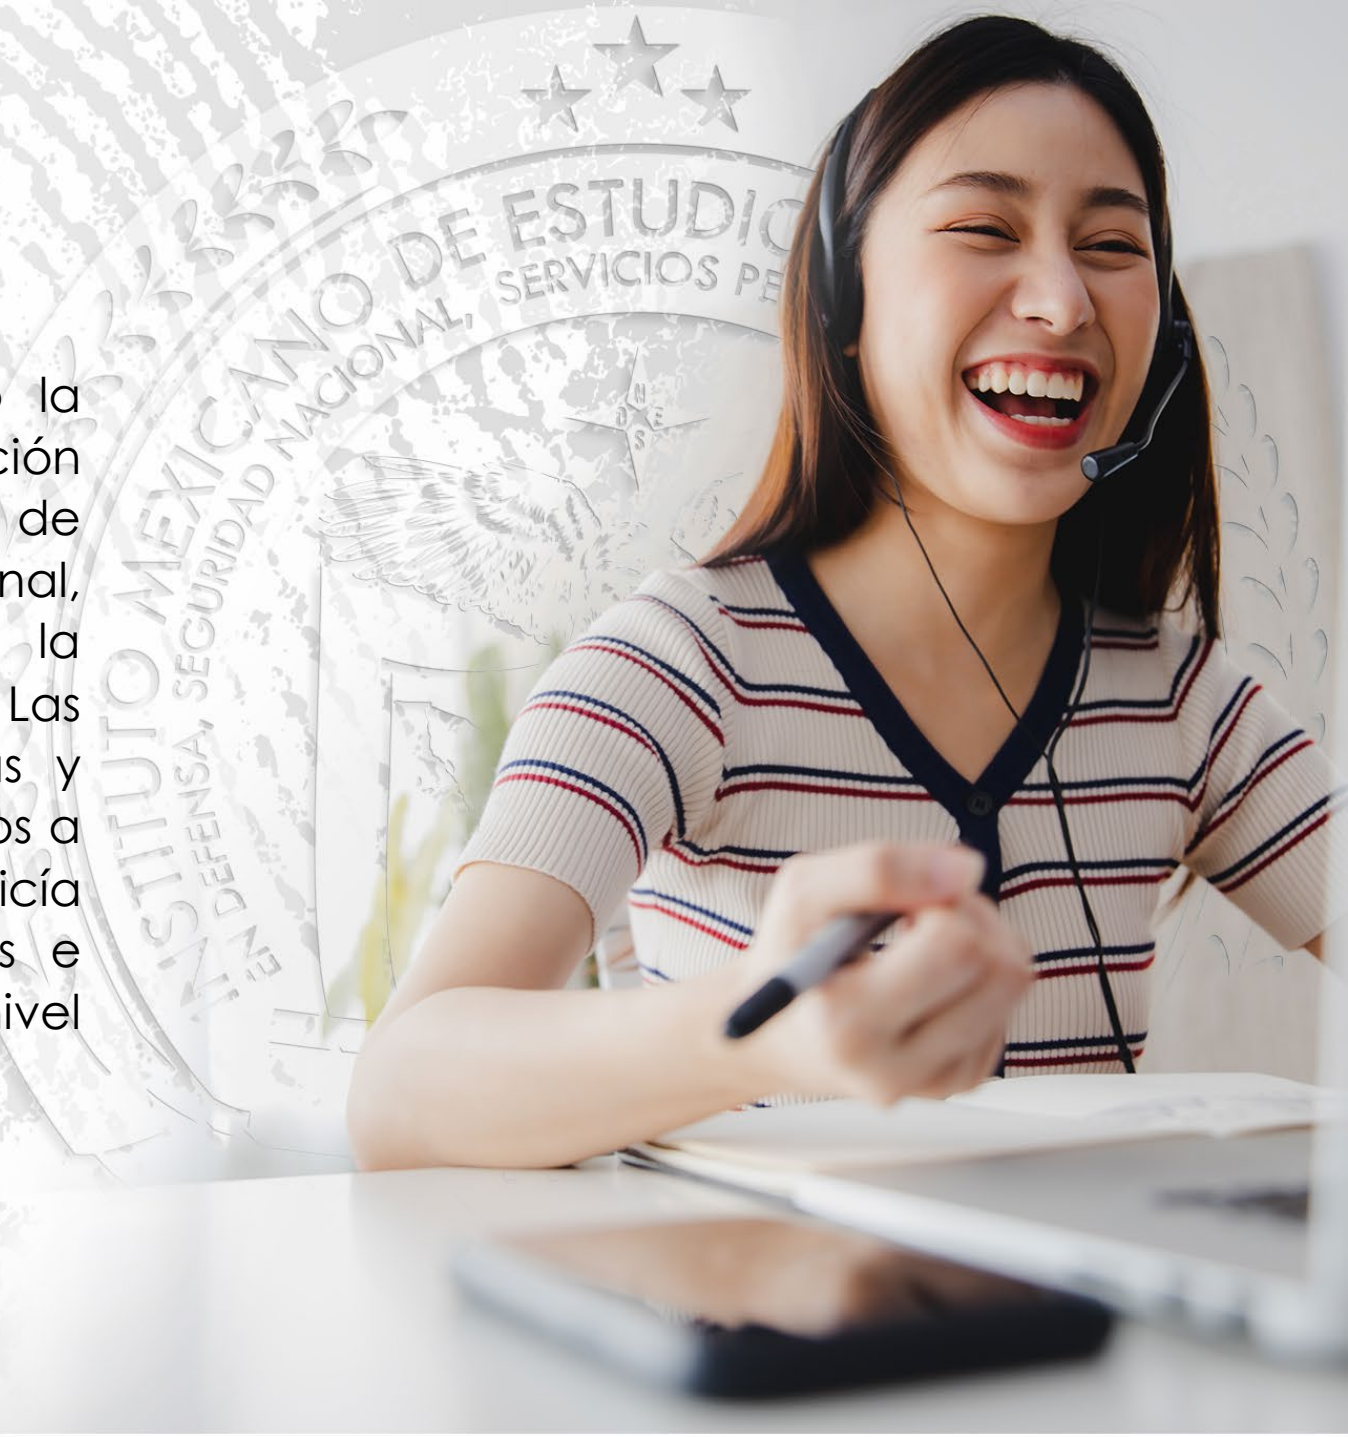 INSTITUTO MEXICANO DE ESTUDIO
EN DEFENSA, SEGURIDAD NACIONAL, SERVICIOS PE
N
O E
S
la
ción
de
nal,
la
Las
as y
os a
icía
s e
ivel